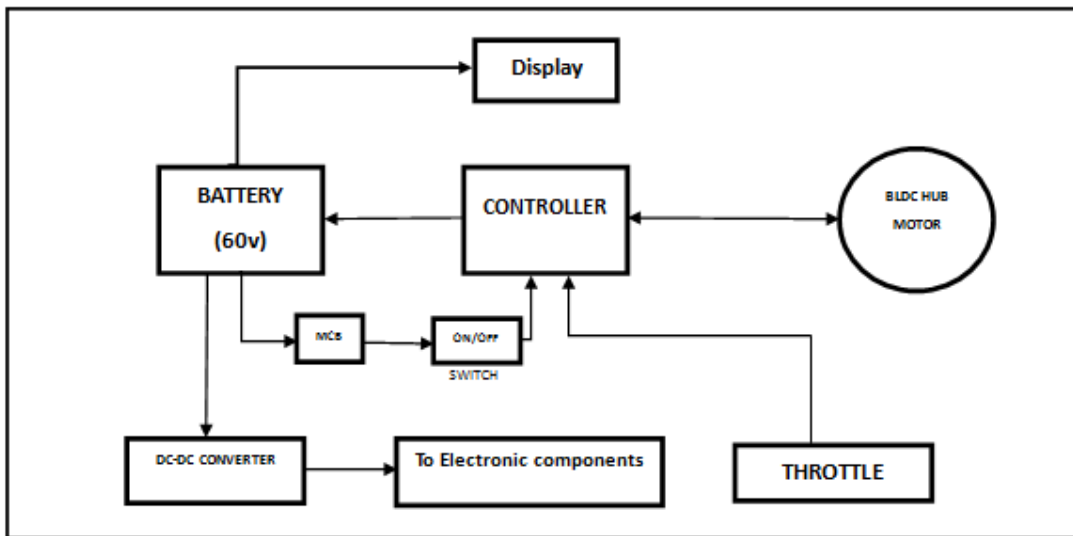 Display
BATTERY
(60v)
CONTROLLER
BLDC HUB
MOTOR
MCB
ON/OFF
SWITCH
DC-DC CONVERTER
To Electronic components
THROTTLE